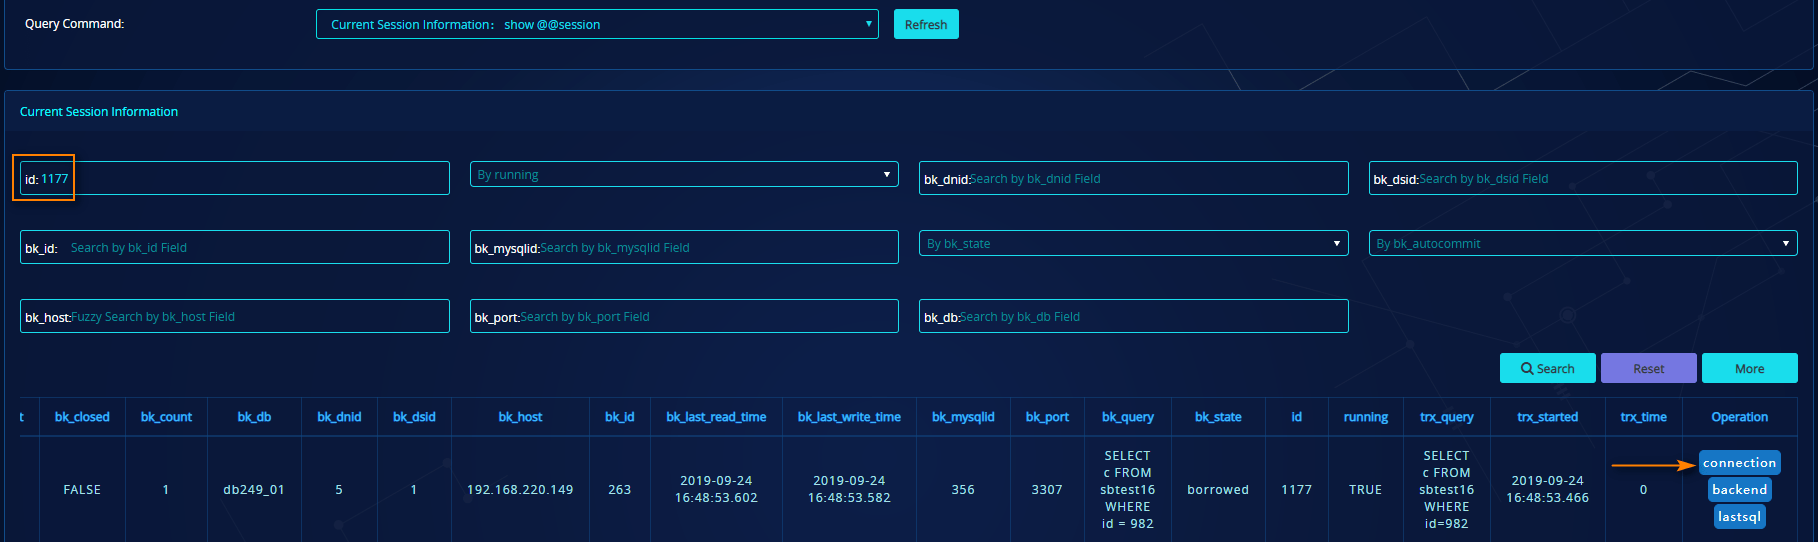 Query Command:
Current Session Information: show @@session
Refresh
Current Session Information
id: 1177
By running
bk_dnid: Search by bk_dnid Field
bk_dsid: Search by bk_dsid Field
bk_id: Search by bk_id Field
bk_mysqlid: Search by bk_mysqlid Field
By bk_state
By bk_autocommit
bk_host: Fuzzy Search by bk_host Field
bk_port: Search by bk_port Field
bk_db: Search by bk_db Field
Search Reset More
t bk_closed bk_count bk_db bk_dnid bk_dsid bk_host bk_id bk_last_read_time bk_last_write_time bk_mysqlid bk_port bk_query bk_state id running trx_query trx_started trx_time Operation
FALSE
1
db249_01
5
1
192.168.220.149
263
2019-09-24
16:48:53.602
2019-09-24
16:48:53.582
356
3307
SELECT
c FROM
sbtest16
WHERE
id = 982
borrowed
1177
TRUE
SELECT
c FROM
sbtest16
WHERE
id=982
2019-09-24
16:48:53.466
0
connection
backend
lastsql